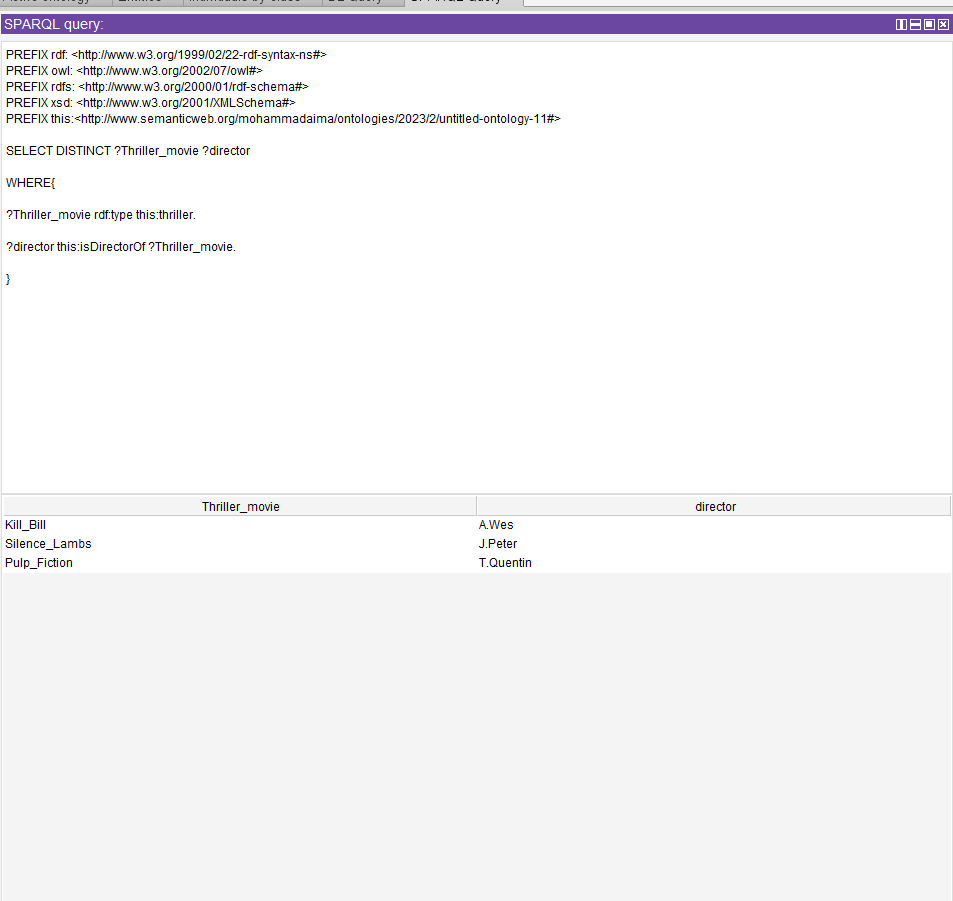 SPARQL query:
PREFIX rdf: <http://www.w3.org/1999/02/22-rdf-syntax-ns#>
PREFIX owl: <http://www.w3.org/2002/07/owl#>
PREFIX rdfs: <http://www.w3.org/2000/01/rdf-schema#>
PREFIX xsd: <http://www.w3.org/2001/XMLSchema#>
PREFIX this:<http://www.semanticweb.org/mohammadaima/ontologies/2023/2/untitled-ontology-11#>
SELECT DISTINCT ?Thriller_movie ?director
WHERE{
?Thriller_movie rdf:type this:thriller.
?director this:isDirectorOf ?Thriller_movie.
}
Thriller_movie director
Kill_Bill A.Wes
Silence_Lambs J.Peter
Pulp_Fiction T.Quentin